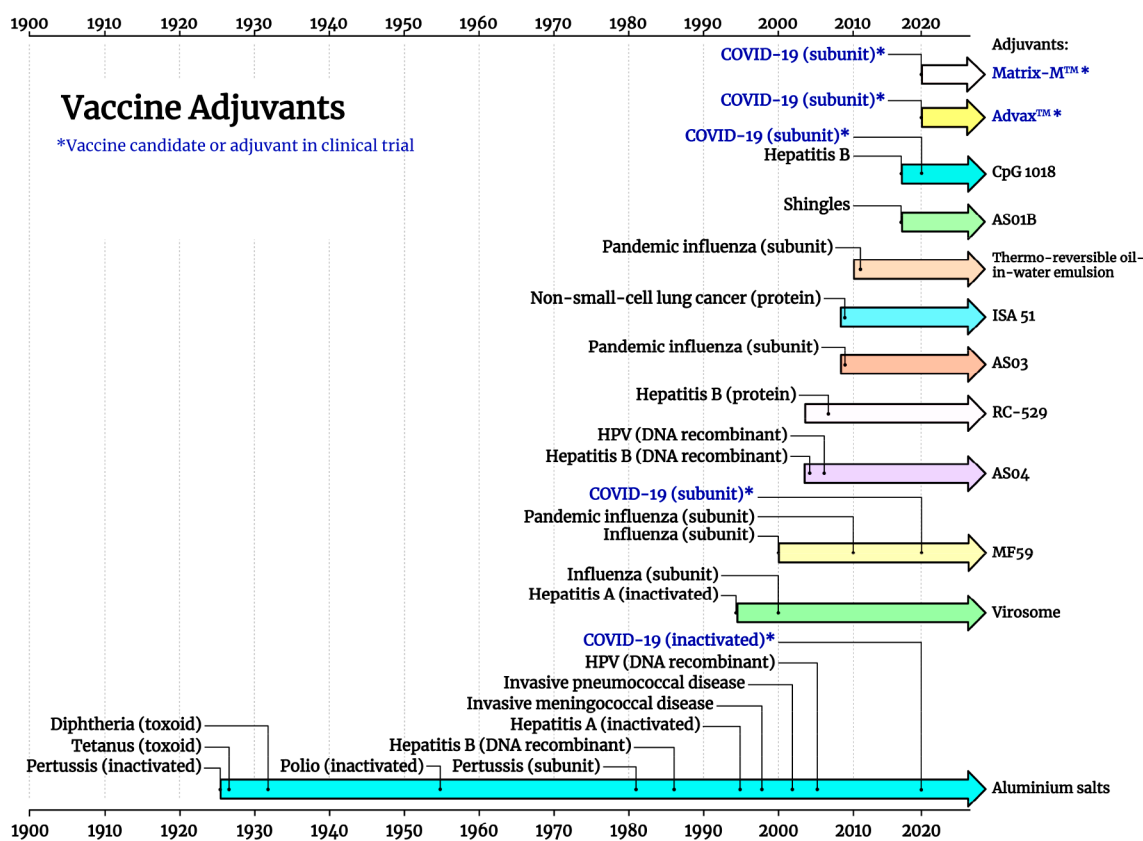 1900 1910 1920 1930 1940 1950 1960 1970 1980 1990 2000 2010 2020
Adjuvants:
COVID-19 (subunit)*
Matrix-M™ *
Vaccine Adjuvants
*Vaccine candidate or adjuvant in clinical trial
COVID-19 (subunit)*
Advax™ *
COVID-19 (subunit)*
Hepatitis B
CpG 1018
Shingles
AS01B
Pandemic influenza (subunit)
Thermo-reversible oil-
in-water emulsion
Non-small-cell lung cancer (protein)
ISA 51
Pandemic influenza (subunit)
AS03
Hepatitis B (protein)
RC-529
HPV (DNA recombinant)
Hepatitis B (DNA recombinant)
AS04
COVID-19 (subunit)*
Pandemic influenza (subunit)
Influenza (subunit)
MF59
Influenza (subunit)
Hepatitis A (inactivated)
Virosome
COVID-19 (inactivated)*
HPV (DNA recombinant)
Invasive pneumococcal disease
Invasive meningococcal disease
Diphtheria (toxoid)
Hepatitis A (inactivated)
Tetanus (toxoid)
Hepatitis B (DNA recombinant)
Pertussis (inactivated)
Polio (inactivated)
Pertussis (subunit)
Aluminium salts
1900 1910 1920 1930 1940 1950 1960 1970 1980 1990 2000 2010 2020